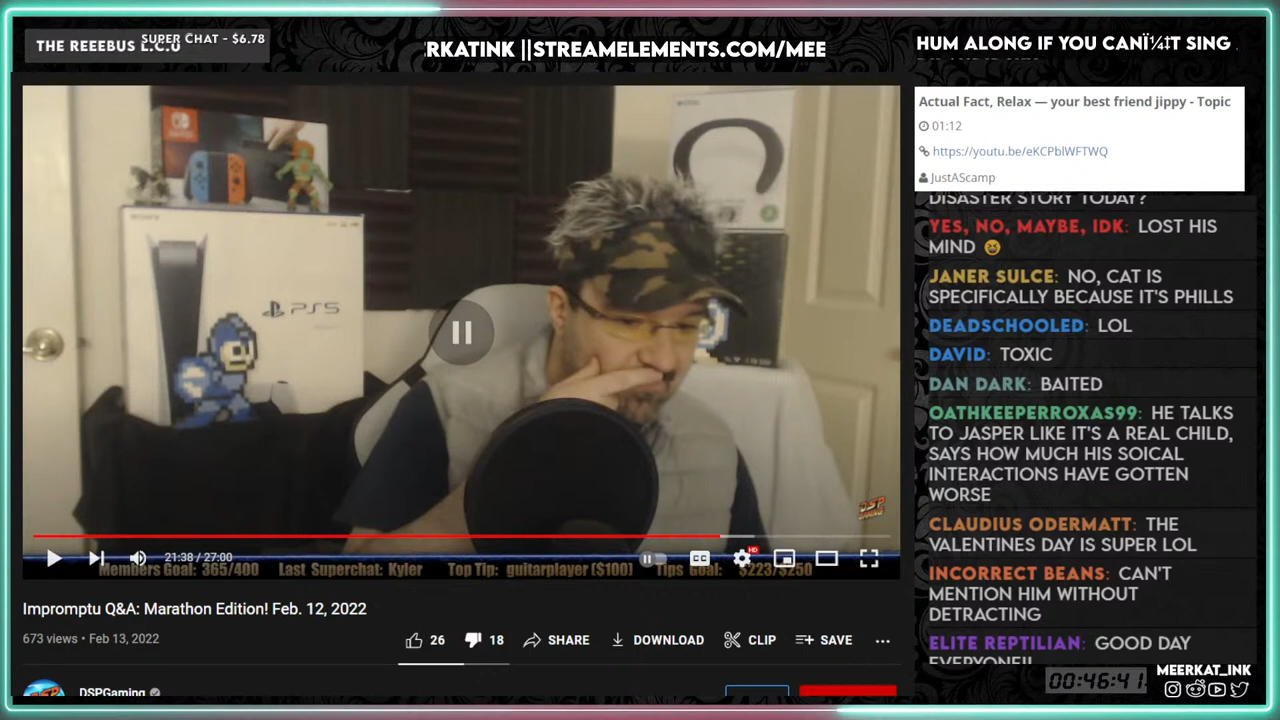 THE REEEBUS L.C.U
SUPER CHAT - $6.78
RKATINK ||STREAMELEMENTS.COM/MEE
HUM ALONG IF YOU CANÏ¼‡T SING
Actual Fact, Relax — your best friend jippy - Topic
01:12
https://youtu.be/eKCPblWFTWQ
JustAScamp
DISASTER STORY TODAY?
YES, NO, MAYBE, IDK: LOST HIS
MIND
JANER SULCE: NO, CAT IS
SPECIFICALLY BECAUSE IT'S PHILLS
DEADSCHOOLED: LOL
DAVID: TOXIC
DAN DARK: BAITED
OATHKEEPERROXAS99: HE TALKS
TO JASPER LIKE IT'S A REAL CHILD,
SAYS HOW MUCH HIS SOICAL
INTERACTIONS HAVE GOTTEN
WORSE
CLAUDIUS ODERMATT: THE
VALENTINES DAY IS SUPER LOL
INCORRECT BEANS: CAN'T
MENTION HIM WITHOUT
DETRACTING
ELITE REPTILIAN: GOOD DAY
EVERYONE!!
00:46:41
MEERKAT_INK
PS5
DSP
GAMING
21:38 / 27:00
CC
HD
Members Goal: 365/400 Last Superchat: Kyler Top Tip: guitarplayer ($100) Tips Goal: $223/$250
Impromptu Q&A: Marathon Edition! Feb. 12, 2022
673 views • Feb 13, 2022
26
18
SHARE
DOWNLOAD
CLIP
SAVE
DSPGaming